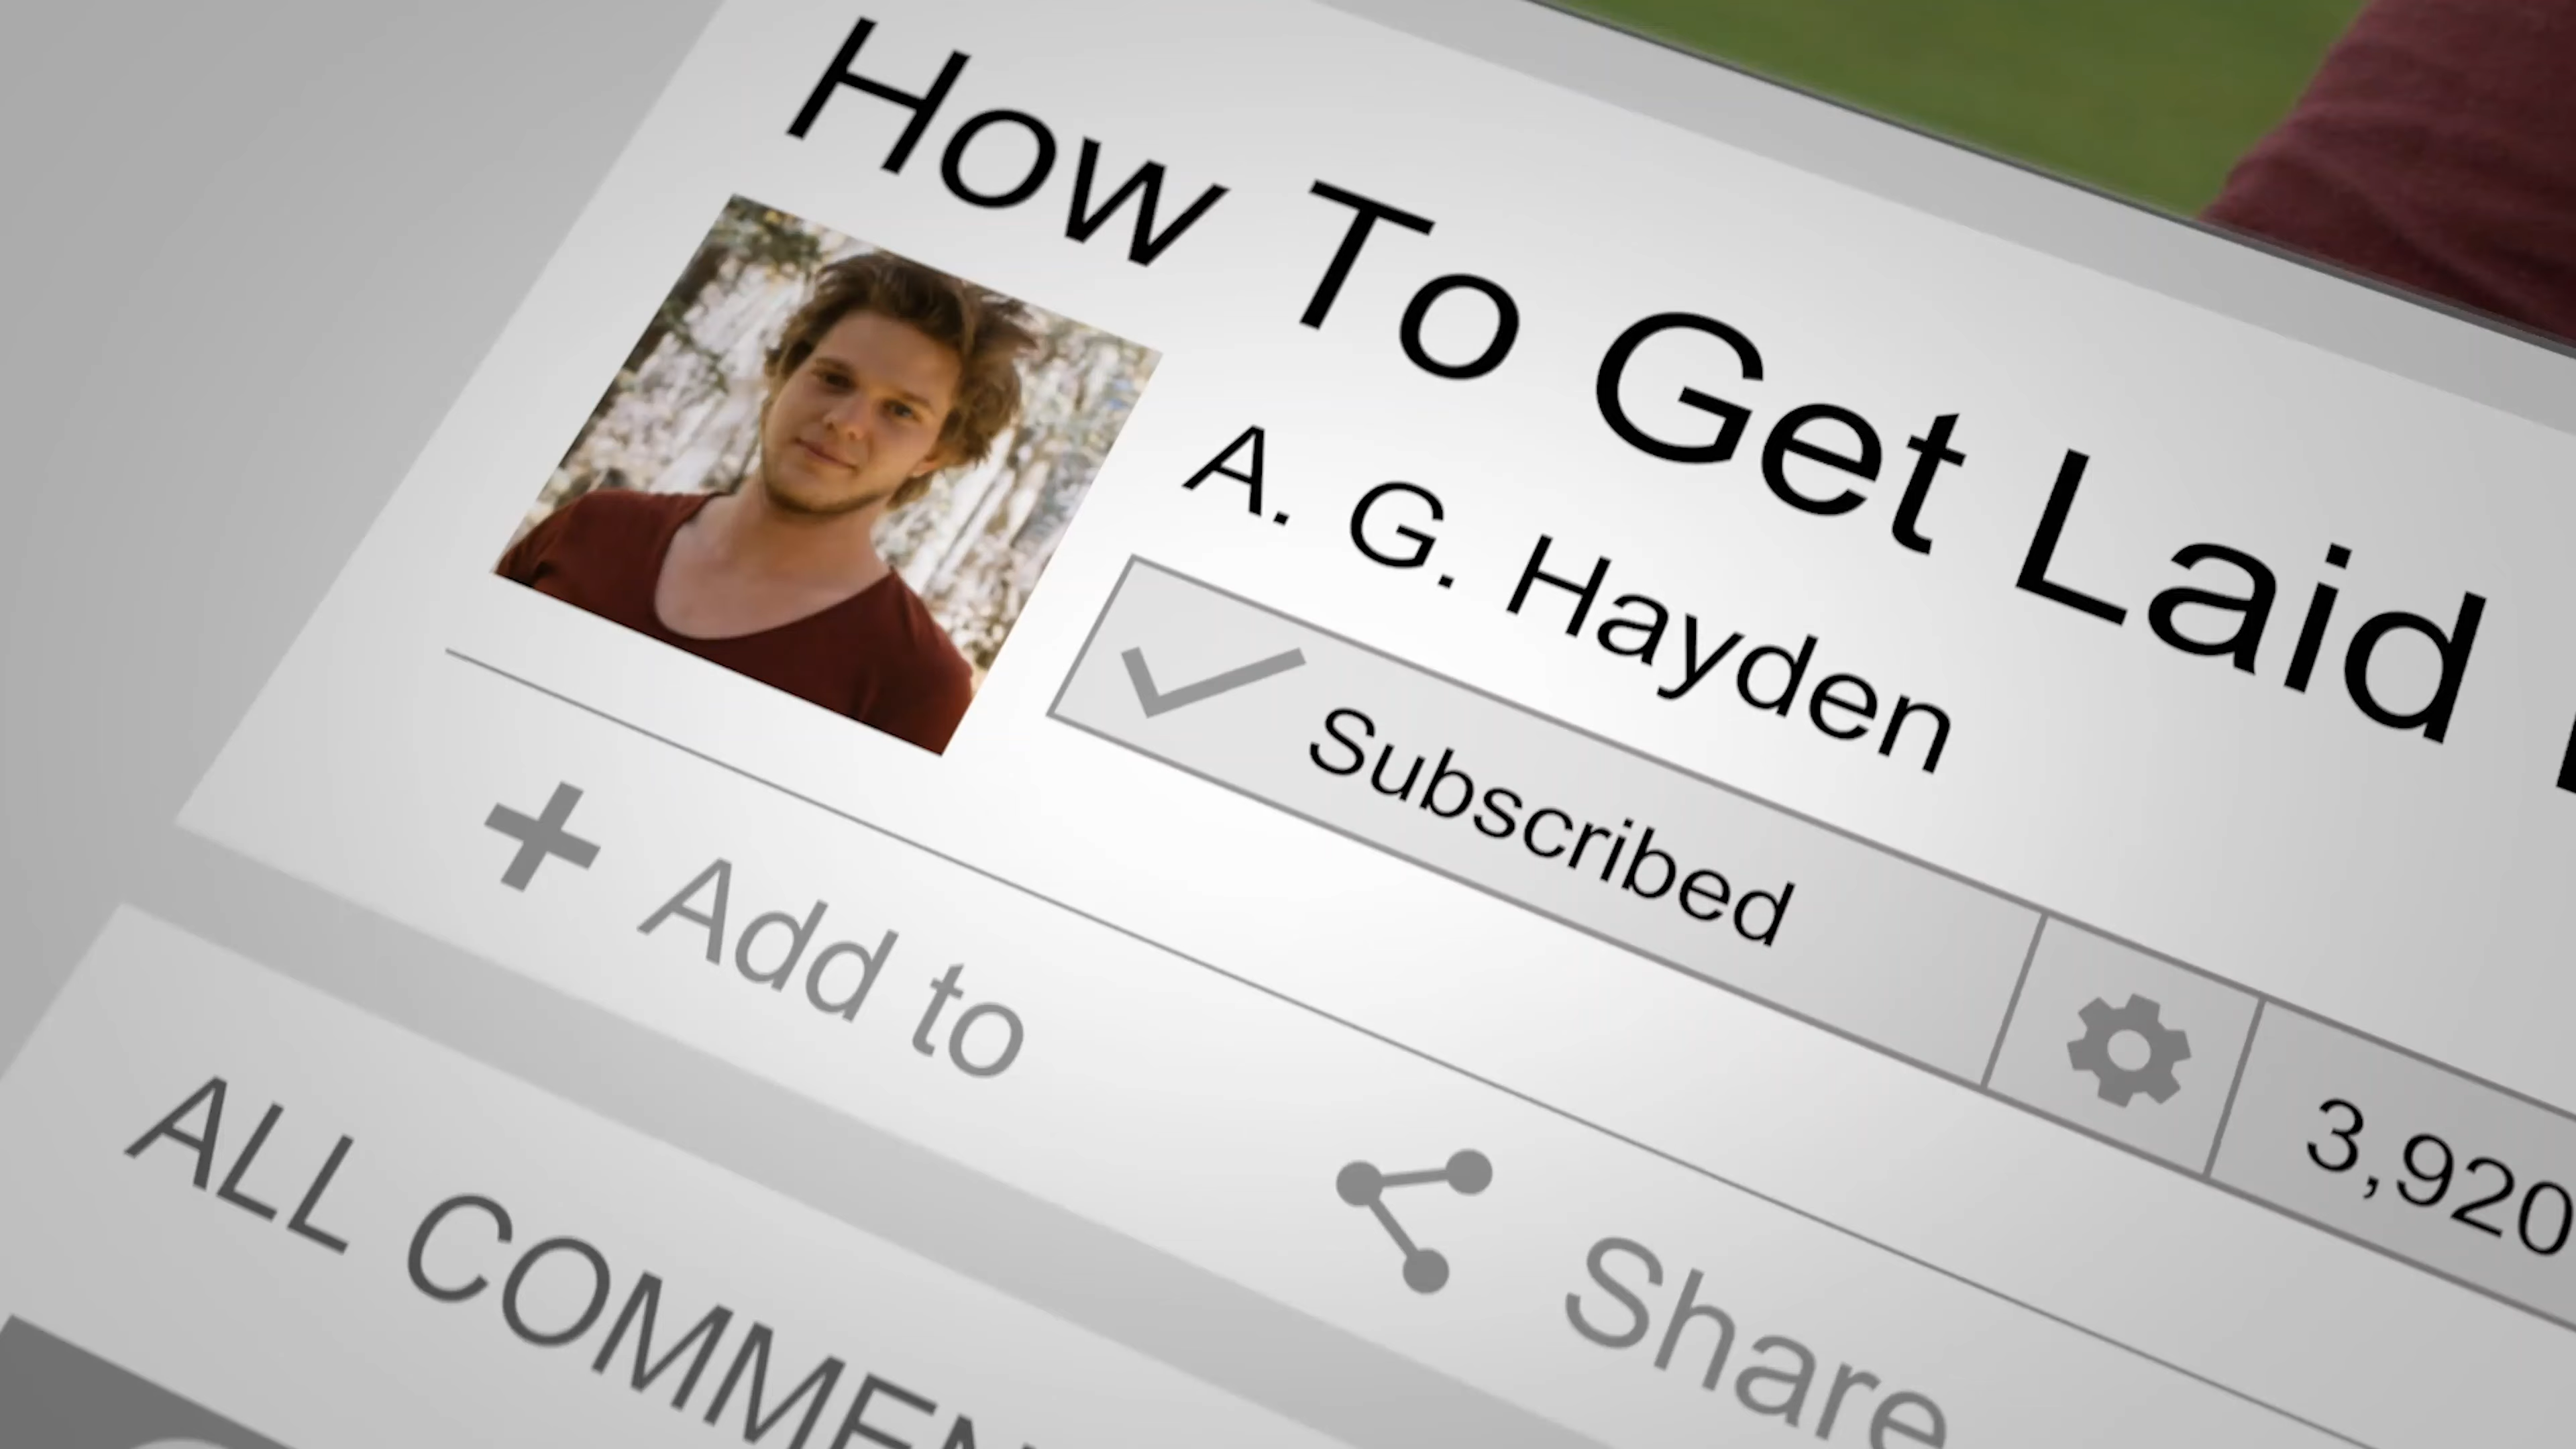 How To Get Laid
A. G. Hayden
Subscribed
3,920
Add to
Share
ALL COMMEN